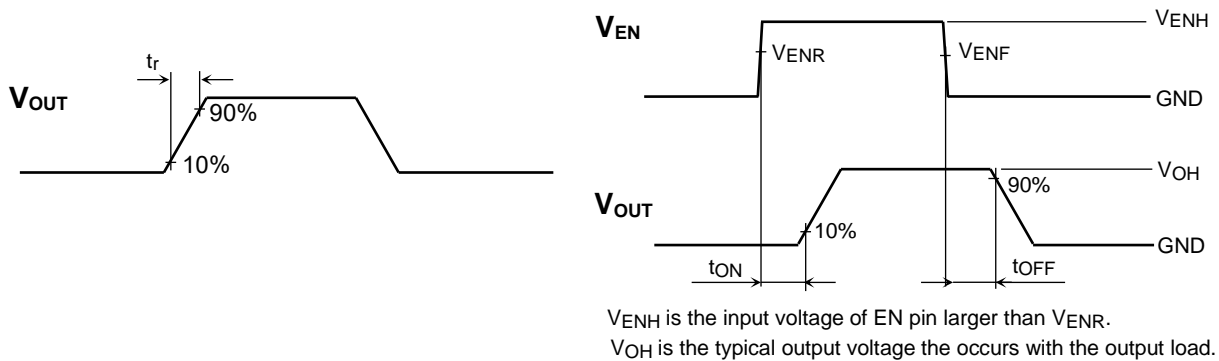 tr
VOUT
90%
10%
VEN
VENR
VENF
VENH
GND
VOUT
10%
90%
VOH
GND
tON
tOFF
VENH is the input voltage of EN pin larger than VENR.
VOH is the typical output voltage the occurs with the output load.